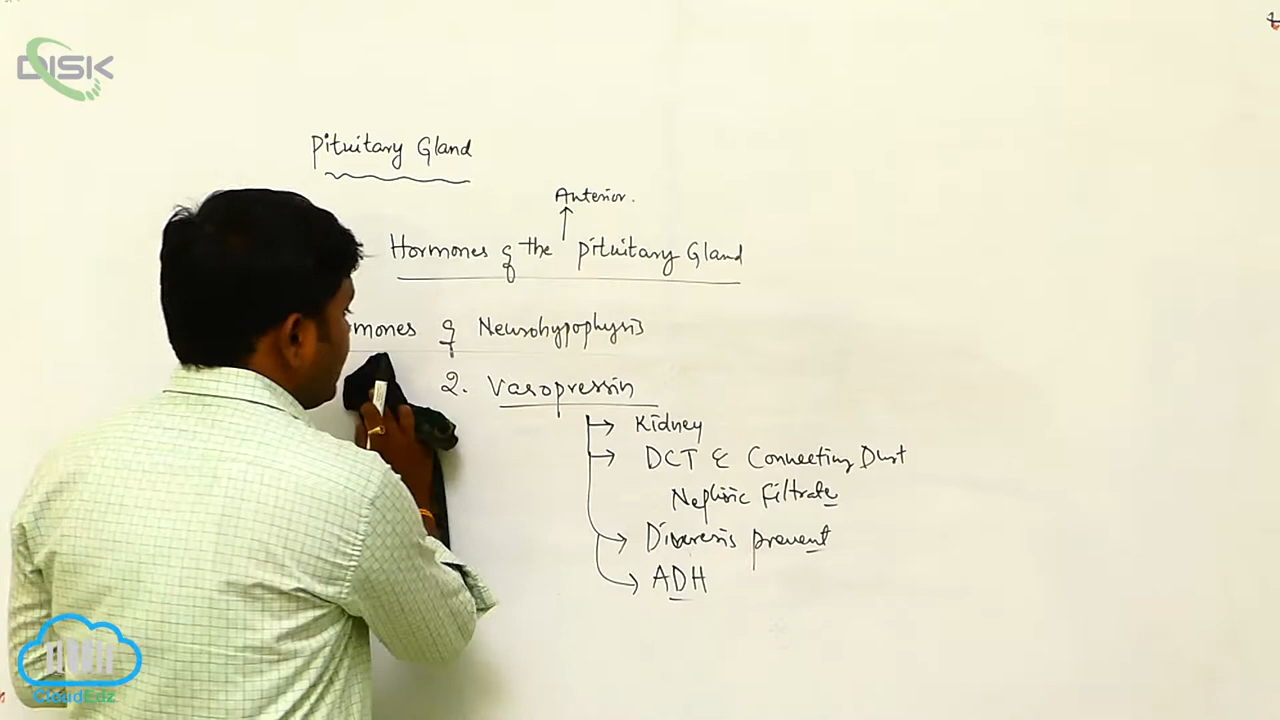 DISK
Pituitary Gland
Anterior.
Hormones of the Pituitary Gland
mones of Neurohypophysis
2. Vasopressin
Kidney
DCT & Connecting Duct
Nephric Filtrate
Diuresis prevent
ADH
CloudEdz